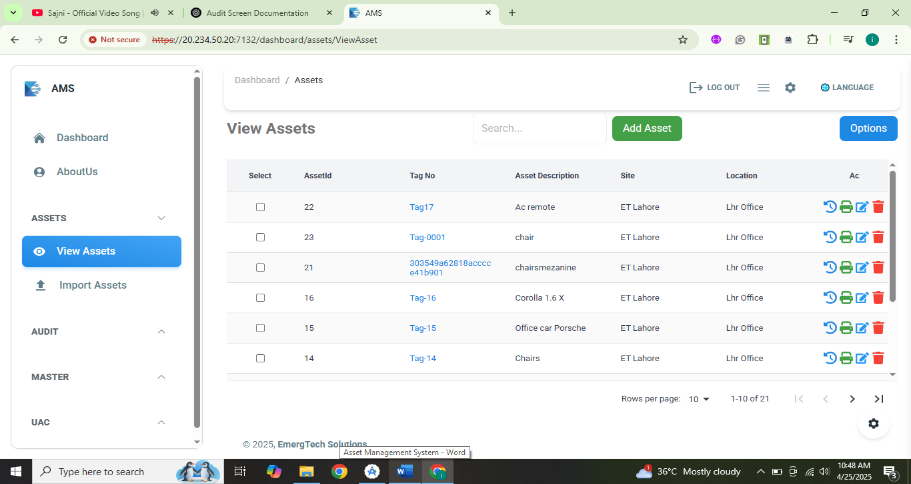 Sajni - Official Video Song
Audit Screen Documentation
AMS
Not secure
https://20.234.50.20:7132/dashboard/assets/ViewAsset
i
AMS
Dashboard / Assets
LOG OUT
LANGUAGE
Dashboard
AboutUs
ASSETS
View Assets
Import Assets
AUDIT
MASTER
UAC
View Assets
Search...
Add Asset
Options
Select AssetId Tag No Asset Description Site Location Ac
22 Tag17 Ac remote ET Lahore Lhr Office
23 Tag-0001 chair ET Lahore Lhr Office
21 303549a62818acccc
e41b901 chairsmezanine ET Lahore Lhr Office
16 Tag-16 Corolla 1.6 X ET Lahore Lhr Office
15 Tag-15 Office car Porsche ET Lahore Lhr Office
14 Tag-14 Chairs ET Lahore Lhr Office
Rows per page: 10 1-10 of 21
© 2025, EmergTech Solutions
Asset Management System - Word
Type here to search
36°C Mostly cloudy
10:48 AM
4/25/2025
3